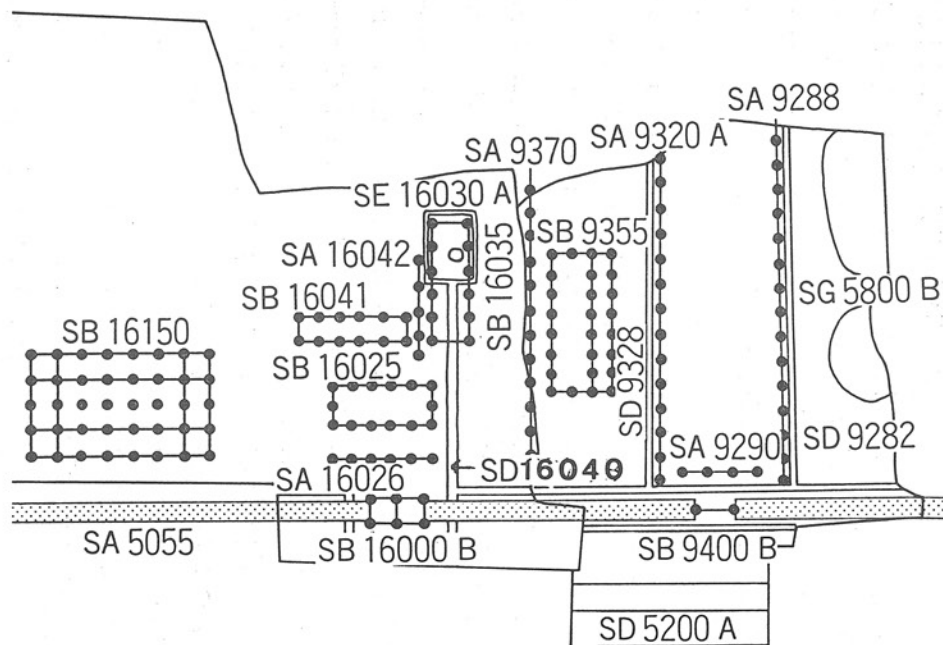 SA 9288
SA 9320 A
SA 9370
SE 16030 A
SB 16035
SB 9355
SA 16042
SB 16041
SG 5800 B
SB 16150
SB 16025
SD 9328
SA 9290
SD 9282
SD 16040
SA 16026
SA 5055
SB 16000 B
SB 9400 B
SD 5200 A